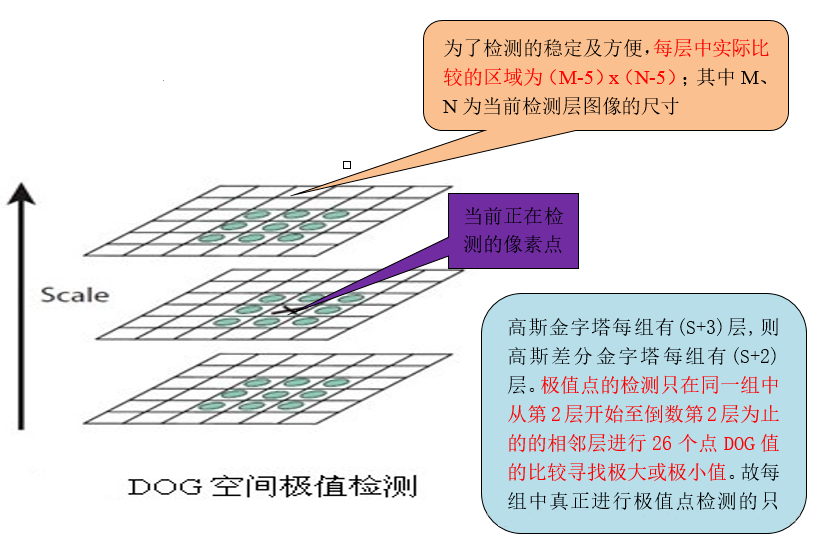 为了检测的稳定及方便,每层中实际比
较的区域为（M-5）x（N-5）; 其中 M、
N 为当前检测层图像的尺寸
当前正在检
测的像素点
Scale
高斯金字塔每组有(S+3)层,则
高斯差分金字塔每组有(S+2)
层。极值点的检测只在同一组中
从第2层开始至倒数第2层为止
的的相邻层进行 26 个点 DOG 值
的比较寻找极大或极小值。故每
组中真正进行极值点检测的只
DOG 空间极值检测